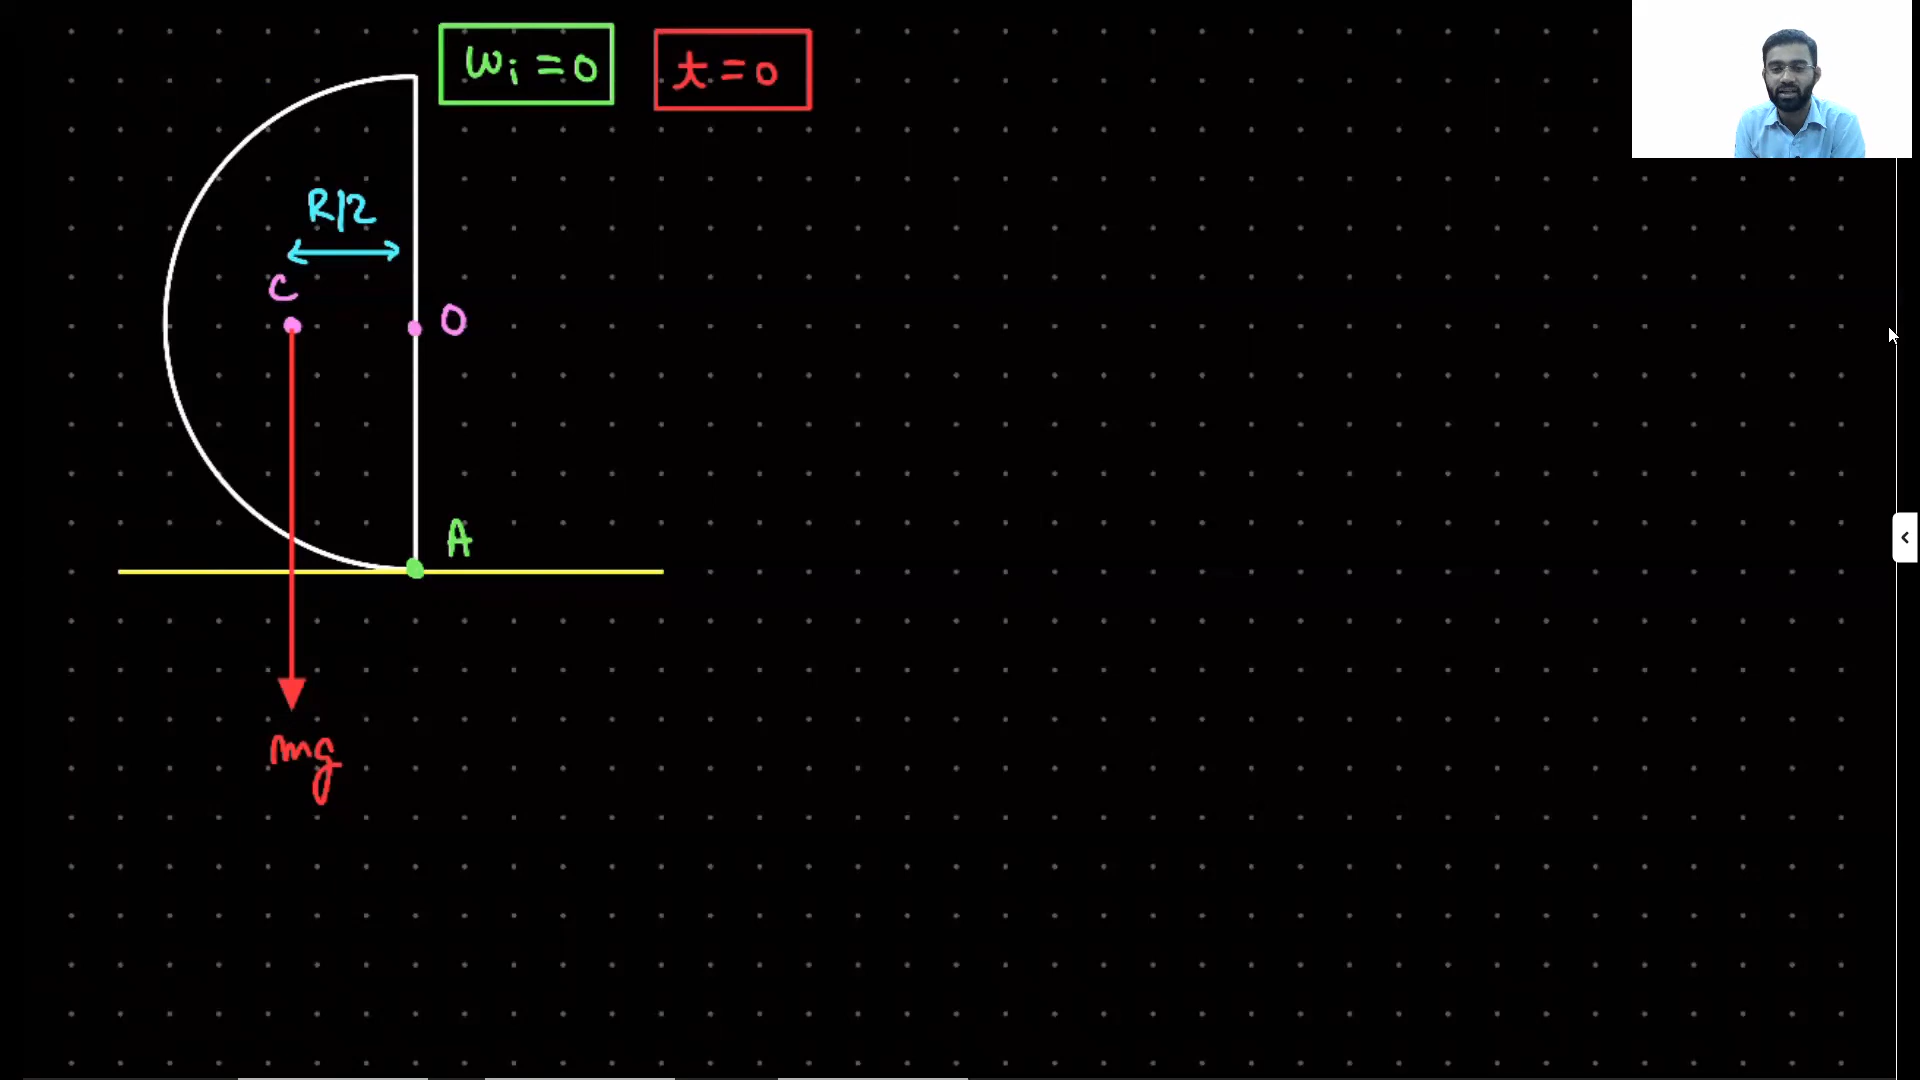 ωᵢ = 0
t = 0
R/2
C
O
A
mg